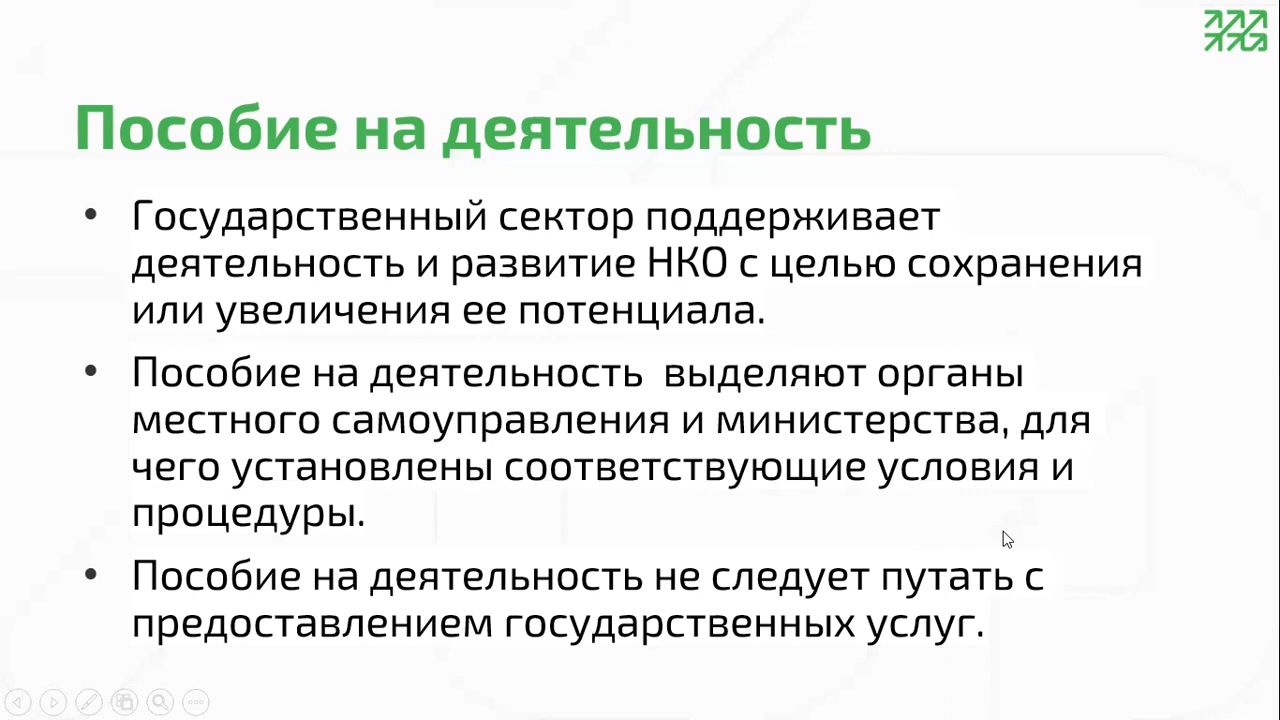 Пособие на деятельность
• Государственный сектор поддерживает
деятельность и развитие НКО с целью сохранения
или увеличения ее потенциала.
• Пособие на деятельность  выделяют органы
местного самоуправления и министерства, для
чего установлены соответствующие условия и
процедуры.
• Пособие на деятельность не следует путать с
предоставлением государственных услуг.